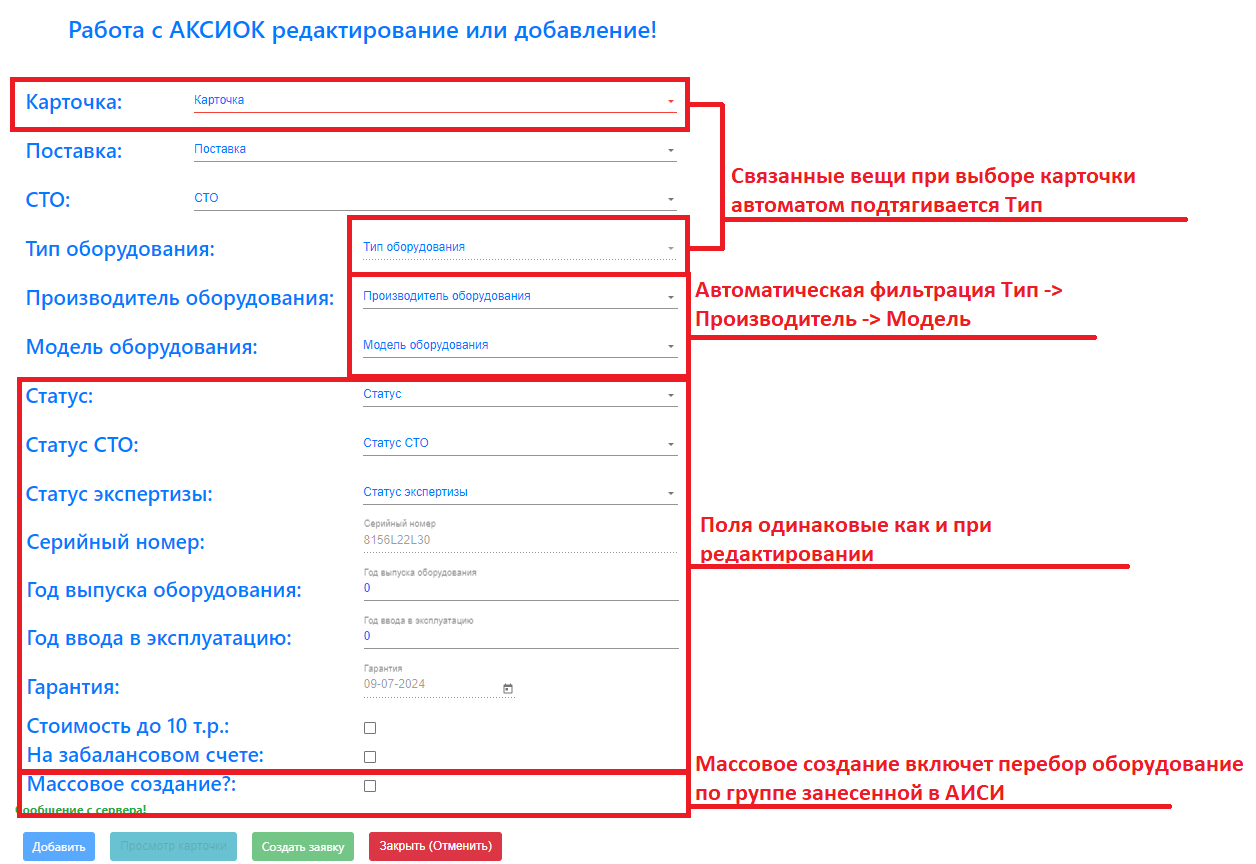 Работа с АКСИОК редактирование или добавление!
Карточка: Карточка
Поставка: Поставка
СТО: СТО
Связанные вещи при выборе карточки
автоматом подтягивается Тип
Тип оборудования: Тип оборудования
Производитель оборудования: Производитель оборудования
Автоматическая фильтрация Тип ->
Производитель -> Модель
Модель оборудования: Модель оборудования
Статус: Статус
Статус СТО: Статус СТО
Статус экспертизы: Статус экспертизы
Серийный номер: Серийный номер
8156L22L30
Поля одинаковые как и при
редактировании
Год выпуска оборудования: Год выпуска оборудования
0
Год ввода в эксплуатацию: Год ввода в эксплуатацию
0
Гарантия: Гарантия
09-07-2024
Стоимость до 10 т.р.:
На забалансовом счете:
Массовое создание?:
Массовое создание включет перебор оборудование
по группе занесенной в АИСИ
Сообщение с сервера!
Добавить Просмотр карточки Создать заявку Закрыть (Отменить)